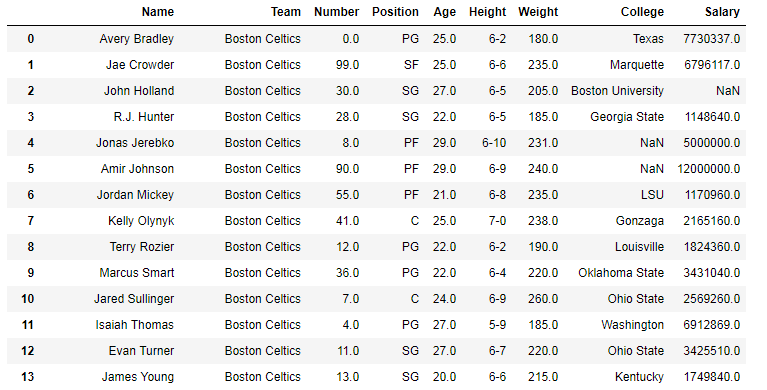 Name Team Number Position Age Height Weight College Salary
0 Avery Bradley Boston Celtics 0.0 PG 25.0 6-2 180.0 Texas 7730337.0
1 Jae Crowder Boston Celtics 99.0 SF 25.0 6-6 235.0 Marquette 6796117.0
2 John Holland Boston Celtics 30.0 SG 27.0 6-5 205.0 Boston University NaN
3 R.J. Hunter Boston Celtics 28.0 SG 22.0 6-5 185.0 Georgia State 1148640.0
4 Jonas Jerebko Boston Celtics 8.0 PF 29.0 6-10 231.0 NaN 5000000.0
5 Amir Johnson Boston Celtics 90.0 PF 29.0 6-9 240.0 NaN 12000000.0
6 Jordan Mickey Boston Celtics 55.0 PF 21.0 6-8 235.0 LSU 1170960.0
7 Kelly Olynyk Boston Celtics 41.0 C 25.0 7-0 238.0 Gonzaga 2165160.0
8 Terry Rozier Boston Celtics 12.0 PG 22.0 6-2 190.0 Louisville 1824360.0
9 Marcus Smart Boston Celtics 36.0 PG 22.0 6-4 220.0 Oklahoma State 3431040.0
10 Jared Sullinger Boston Celtics 7.0 C 24.0 6-9 260.0 Ohio State 2569260.0
11 Isaiah Thomas Boston Celtics 4.0 PG 27.0 5-9 185.0 Washington 6912869.0
12 Evan Turner Boston Celtics 11.0 SG 27.0 6-7 220.0 Ohio State 3425510.0
13 James Young Boston Celtics 13.0 SG 20.0 6-6 215.0 Kentucky 1749840.0